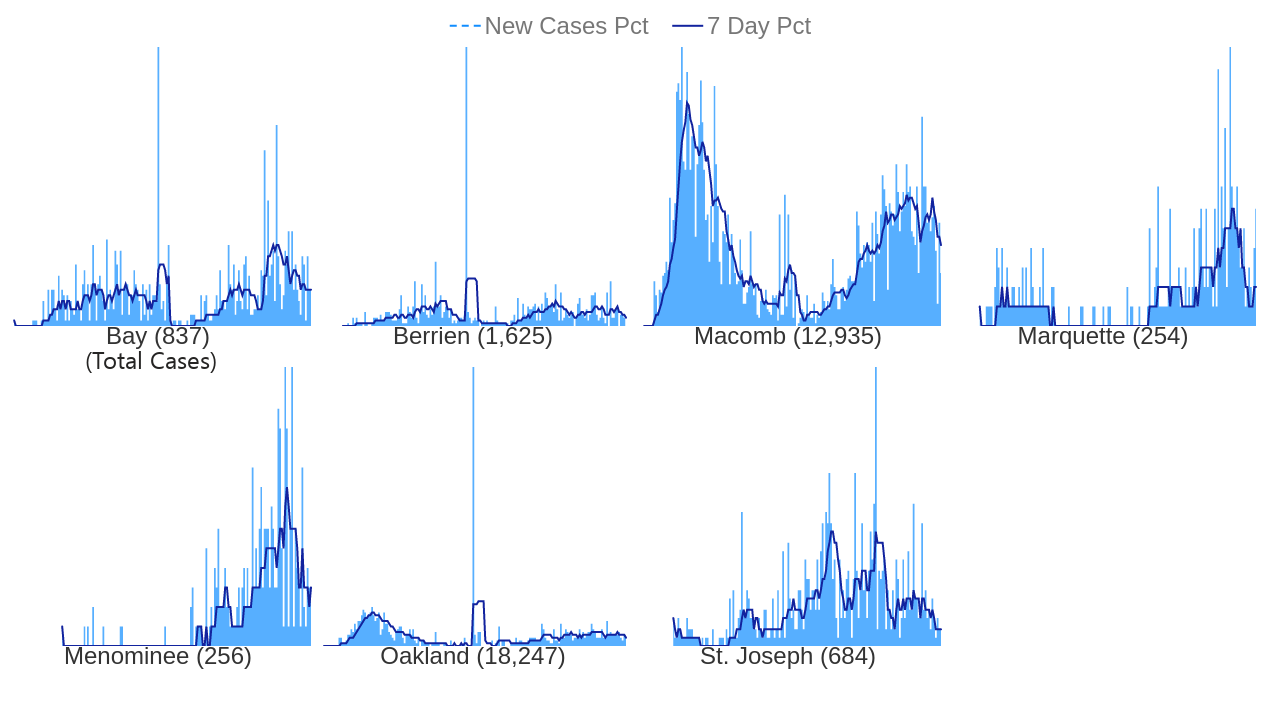 New Cases Pct 7 Day Pct
Bay (837) Berrien (1,625) Macomb (12,935) Marquette (254)
(Total Cases)
Menominee (256) Oakland (18,247) St. Joseph (684)